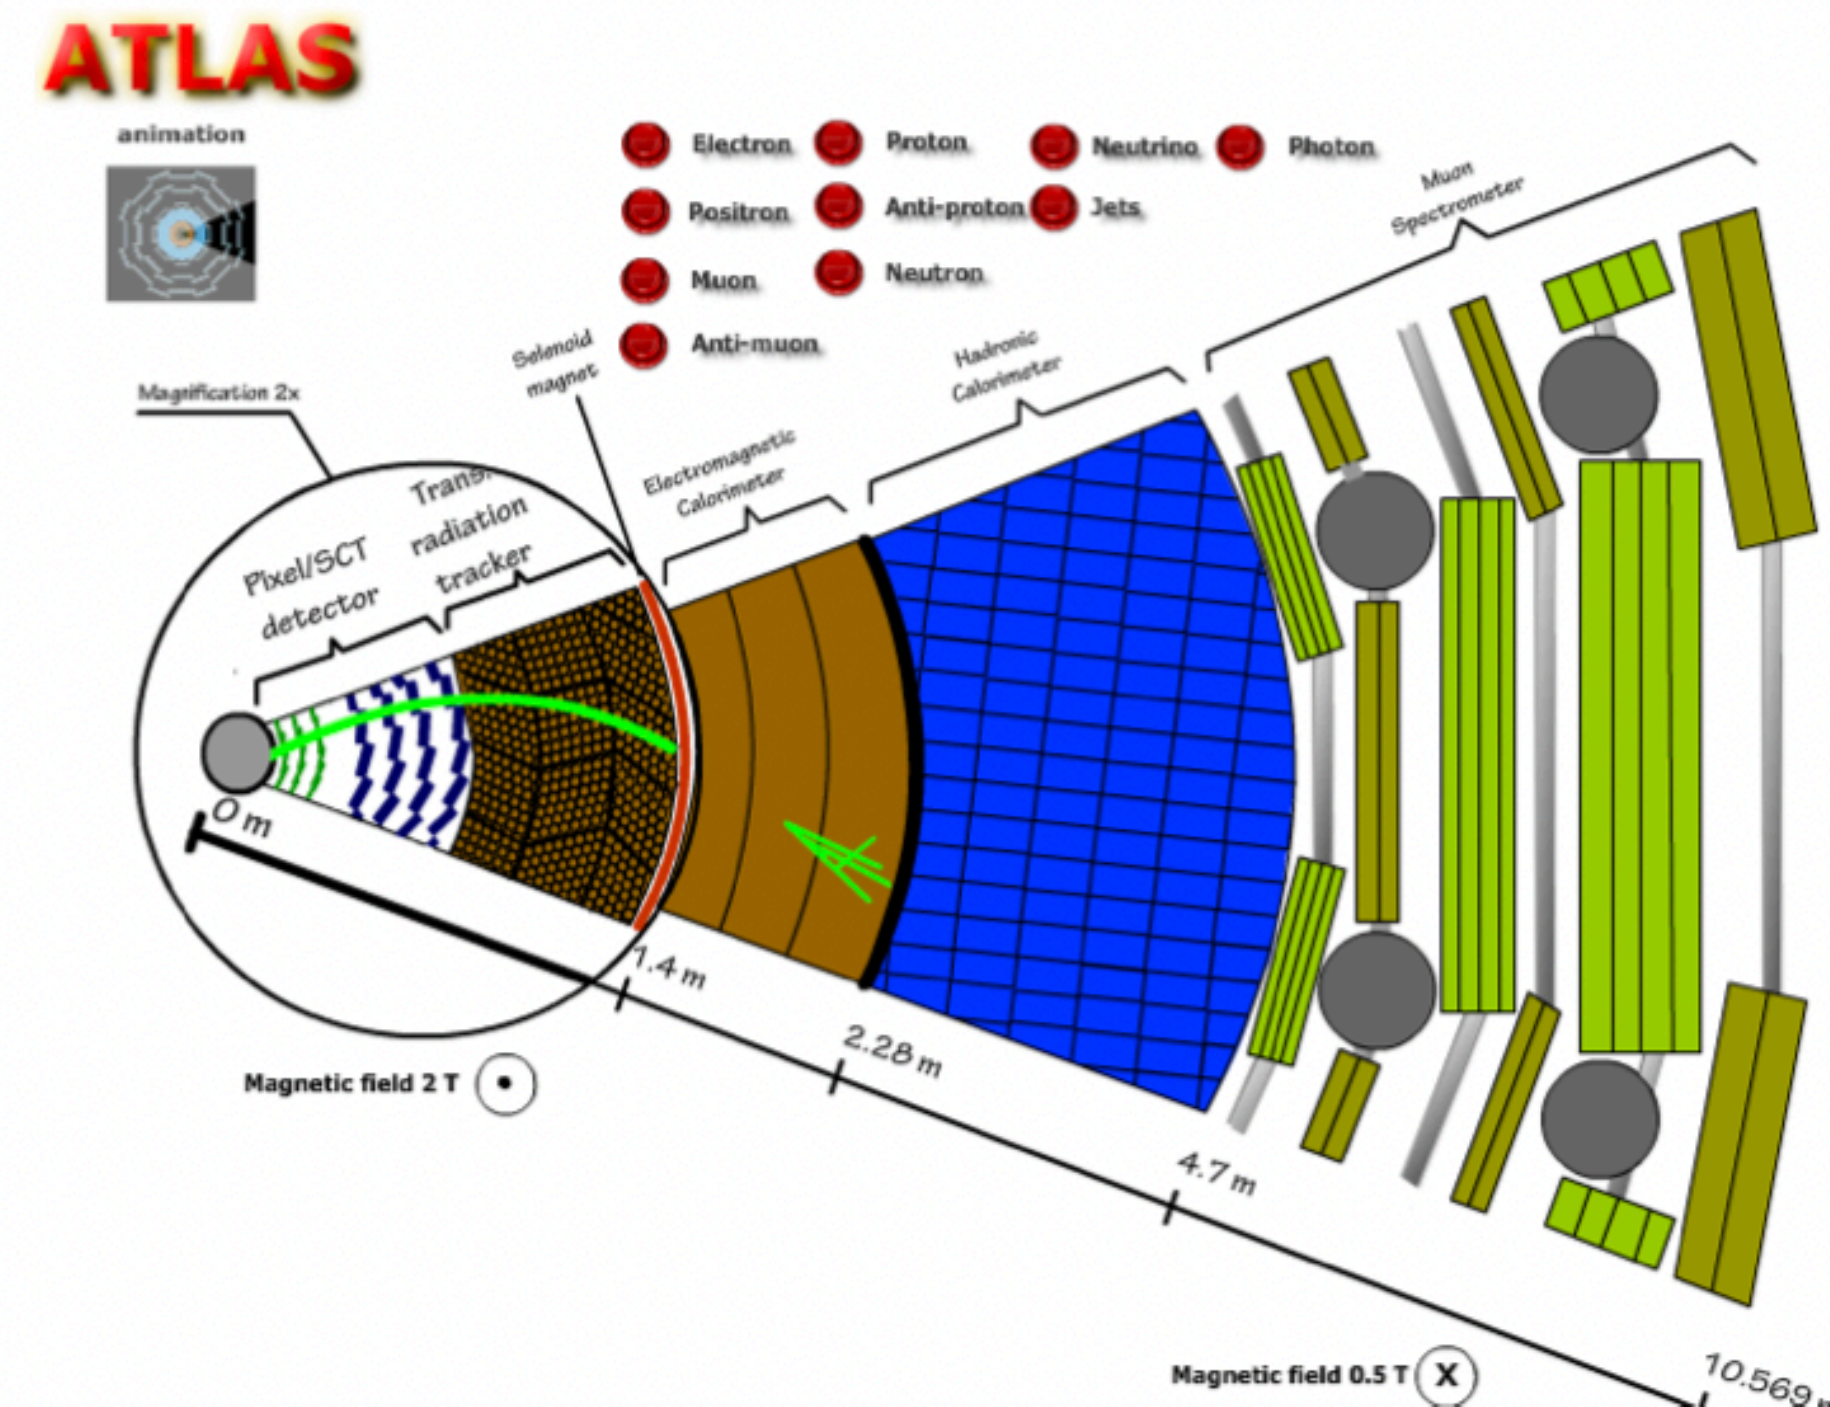 ATLAS
animation
Electron
Proton
Neutrino
Photon
Positron
Anti-proton
Jets
Muon
Neutron
Anti-muon
Muon
Spectrometer
Solenoid
magnet
Hadronic
Calorimeter
Magnification 2x
Electromagnetic
Calorimeter
Trans.
radiation
tracker
Pixel/SCT
detector
0 m
1.4 m
2.28 m
4.7 m
10.569
Magnetic field 2 T
Magnetic field 0.5 T X